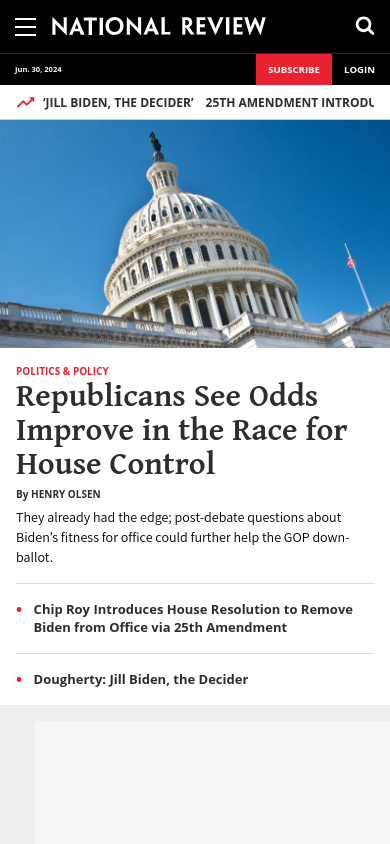 NATIONAL REVIEW
Jun. 30, 2024
SUBSCRIBE
LOGIN
‘JILL BIDEN, THE DECIDER’ 25TH AMENDMENT INTRODU
POLITICS & POLICY
Republicans See Odds
Improve in the Race for
House Control
By HENRY OLSEN
They already had the edge; post-debate questions about
Biden’s fitness for office could further help the GOP down-
ballot.
• Chip Roy Introduces House Resolution to Remove
Biden from Office via 25th Amendment
• Dougherty: Jill Biden, the Decider